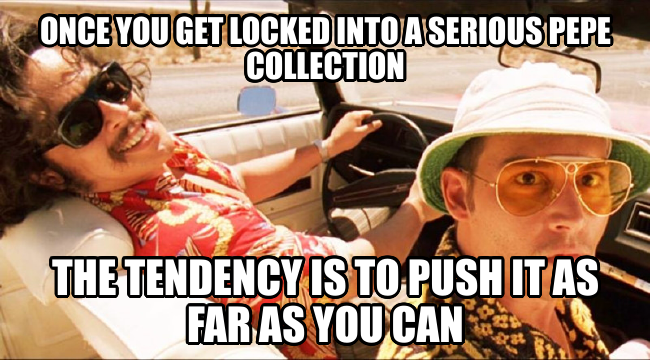 ONCE YOU GET LOCKED INTO A SERIOUS PEPE
COLLECTION
THE TENDENCY IS TO PUSH IT AS
FAR AS YOU CAN